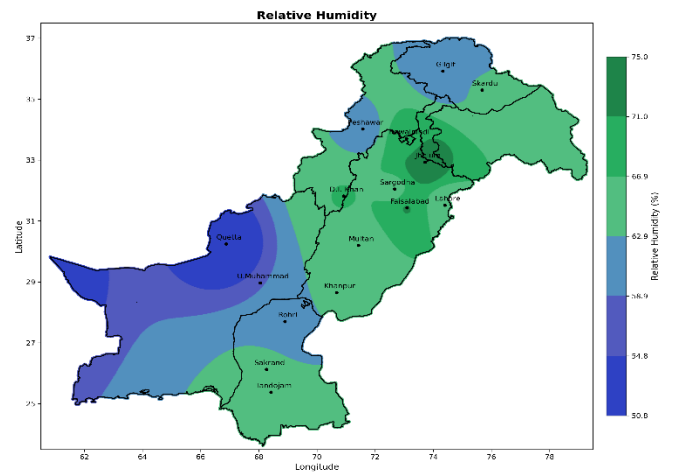 Relative Humidity
37
35
33
31
29
27
25
Latitude
Gilgit
Skardu
Peshawar
Rawalpindi
Jhelum
Sargodha
D.I. Khan
Lahore
Faisalabad
Quetta
Multan
D.Muhammad
Khanpur
Rohri
Sakrand
Tandojam
62 64 66 68 70 72 74 76 78
Longitude
75.0
71.0
66.9
62.9
58.9
54.8
50.8
Relative Humidity (%)